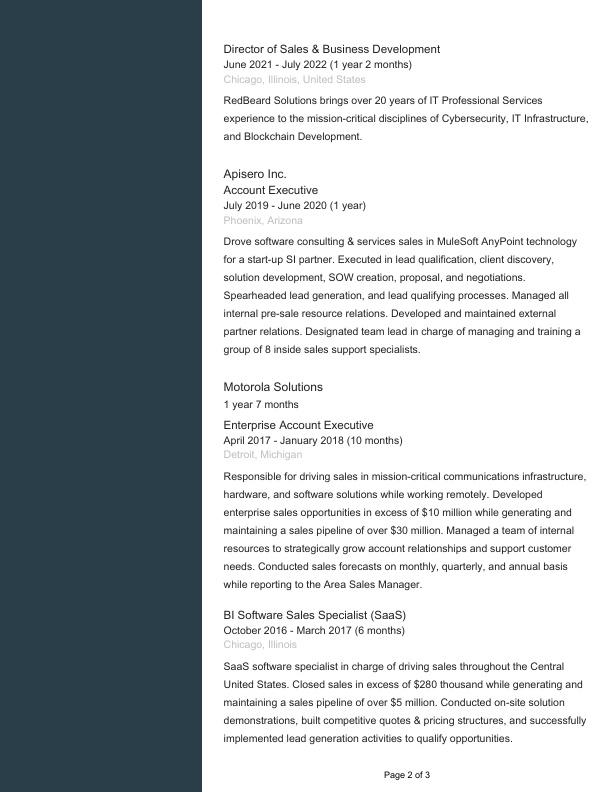 Director of Sales & Business Development
June 2021 - July 2022 (1 year 2 months)
Chicago, Illinois, United States
RedBeard Solutions brings over 20 years of IT Professional Services
experience to the mission-critical disciplines of Cybersecurity, IT Infrastructure,
and Blockchain Development.
Apisero Inc.
Account Executive
July 2019 - June 2020 (1 year)
Phoenix, Arizona
Drove software consulting & services sales in MuleSoft AnyPoint technology
for a start-up SI partner. Executed in lead qualification, client discovery,
solution development, SOW creation, proposal, and negotiations.
Spearheaded lead generation, and lead qualifying processes. Managed all
internal pre-sale resource relations. Developed and maintained external
partner relations. Designated team lead in charge of managing and training a
group of 8 inside sales support specialists.
Motorola Solutions
1 year 7 months
Enterprise Account Executive
April 2017 - January 2018 (10 months)
Detroit, Michigan
Responsible for driving sales in mission-critical communications infrastructure,
hardware, and software solutions while working remotely. Developed
enterprise sales opportunities in excess of $10 million while generating and
maintaining a sales pipeline of over $30 million. Managed a team of internal
resources to strategically grow account relationships and support customer
needs. Conducted sales forecasts on monthly, quarterly, and annual basis
while reporting to the Area Sales Manager.
BI Software Sales Specialist (SaaS)
October 2016 - March 2017 (6 months)
Chicago, Illinois
SaaS software specialist in charge of driving sales throughout the Central
United States. Closed sales in excess of $280 thousand while generating and
maintaining a sales pipeline of over $5 million. Conducted on-site solution
demonstrations, built competitive quotes & pricing structures, and successfully
implemented lead generation activities to qualify opportunities.
Page 2 of 3